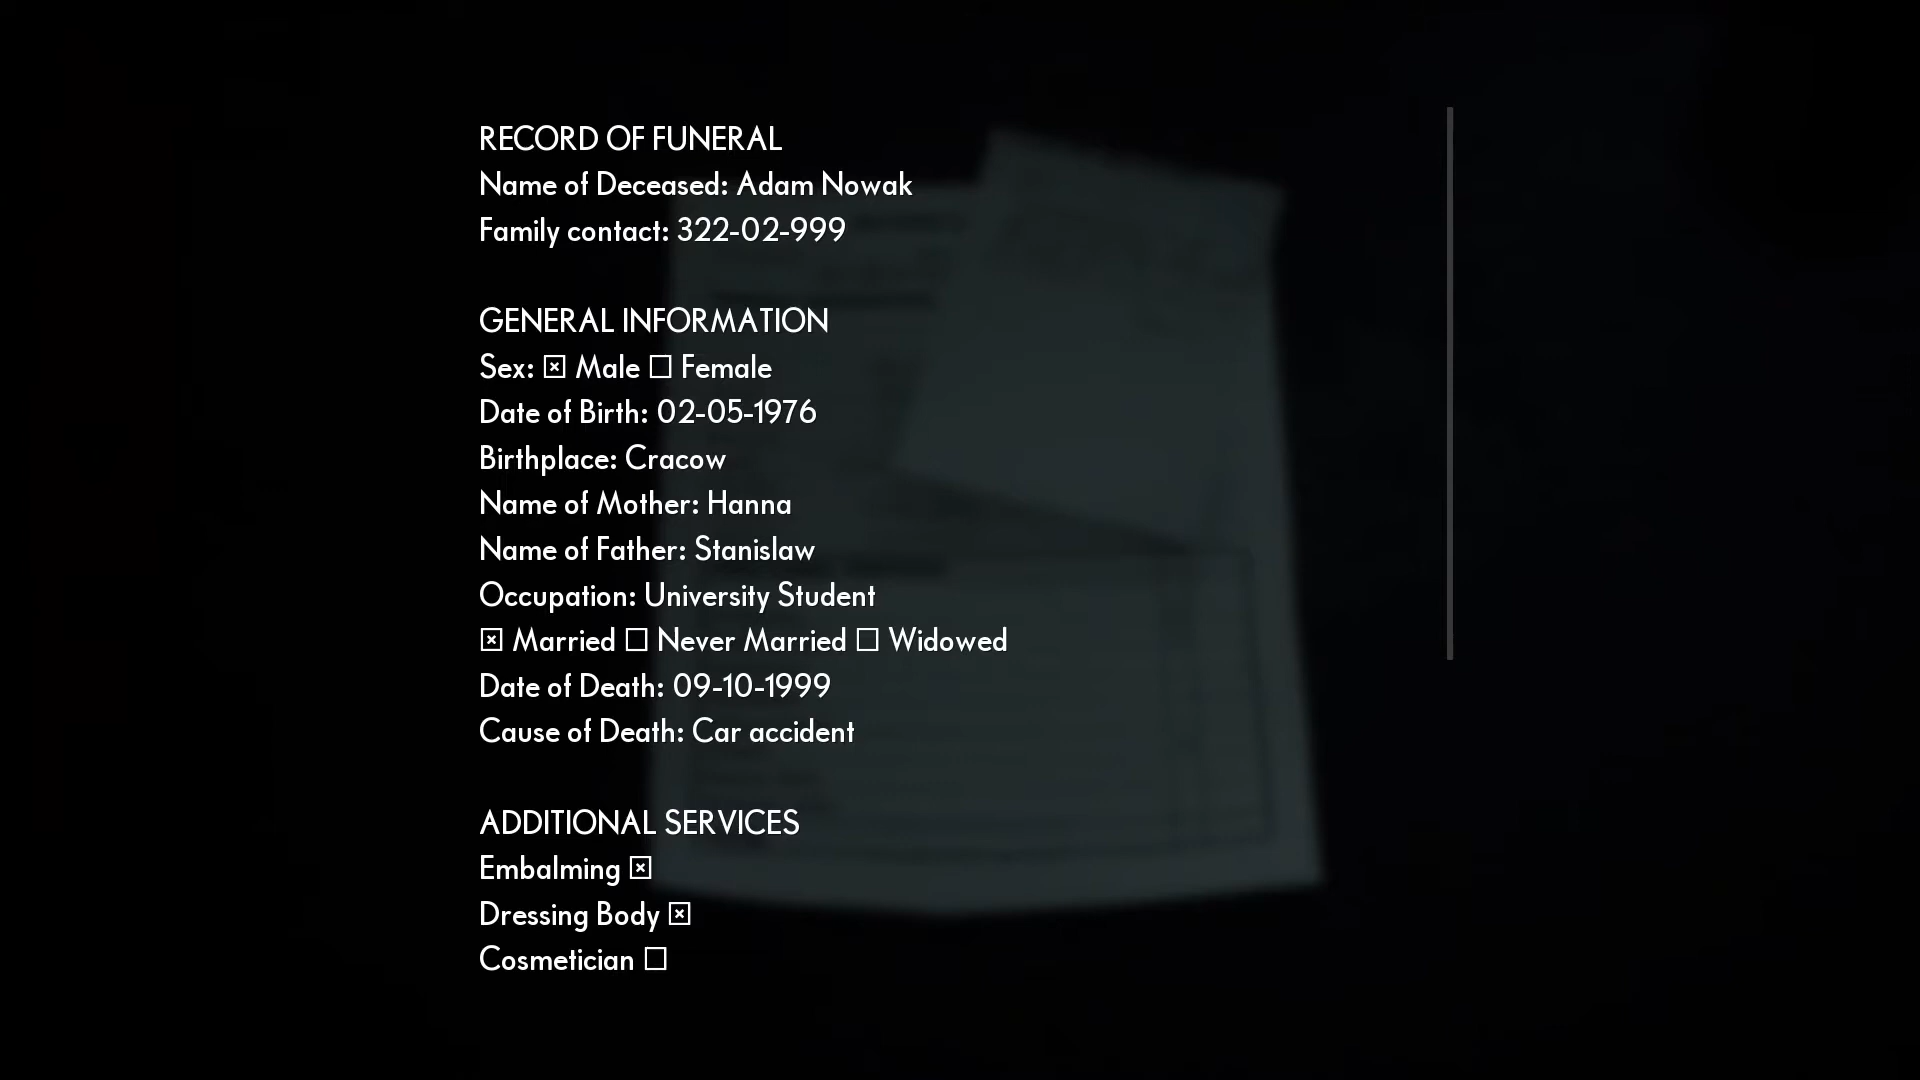 RECORD OF FUNERAL
Name of Deceased: Adam Nowak
Family contact: 322-02-999
GENERAL INFORMATION
Sex: ☒ Male ☐ Female
Date of Birth: 02-05-1976
Birthplace: Cracow
Name of Mother: Hanna
Name of Father: Stanislaw
Occupation: University Student
☒ Married ☐ Never Married ☐ Widowed
Date of Death: 09-10-1999
Cause of Death: Car accident
ADDITIONAL SERVICES
Embalming ☒
Dressing Body ☒
Cosmetician ☐